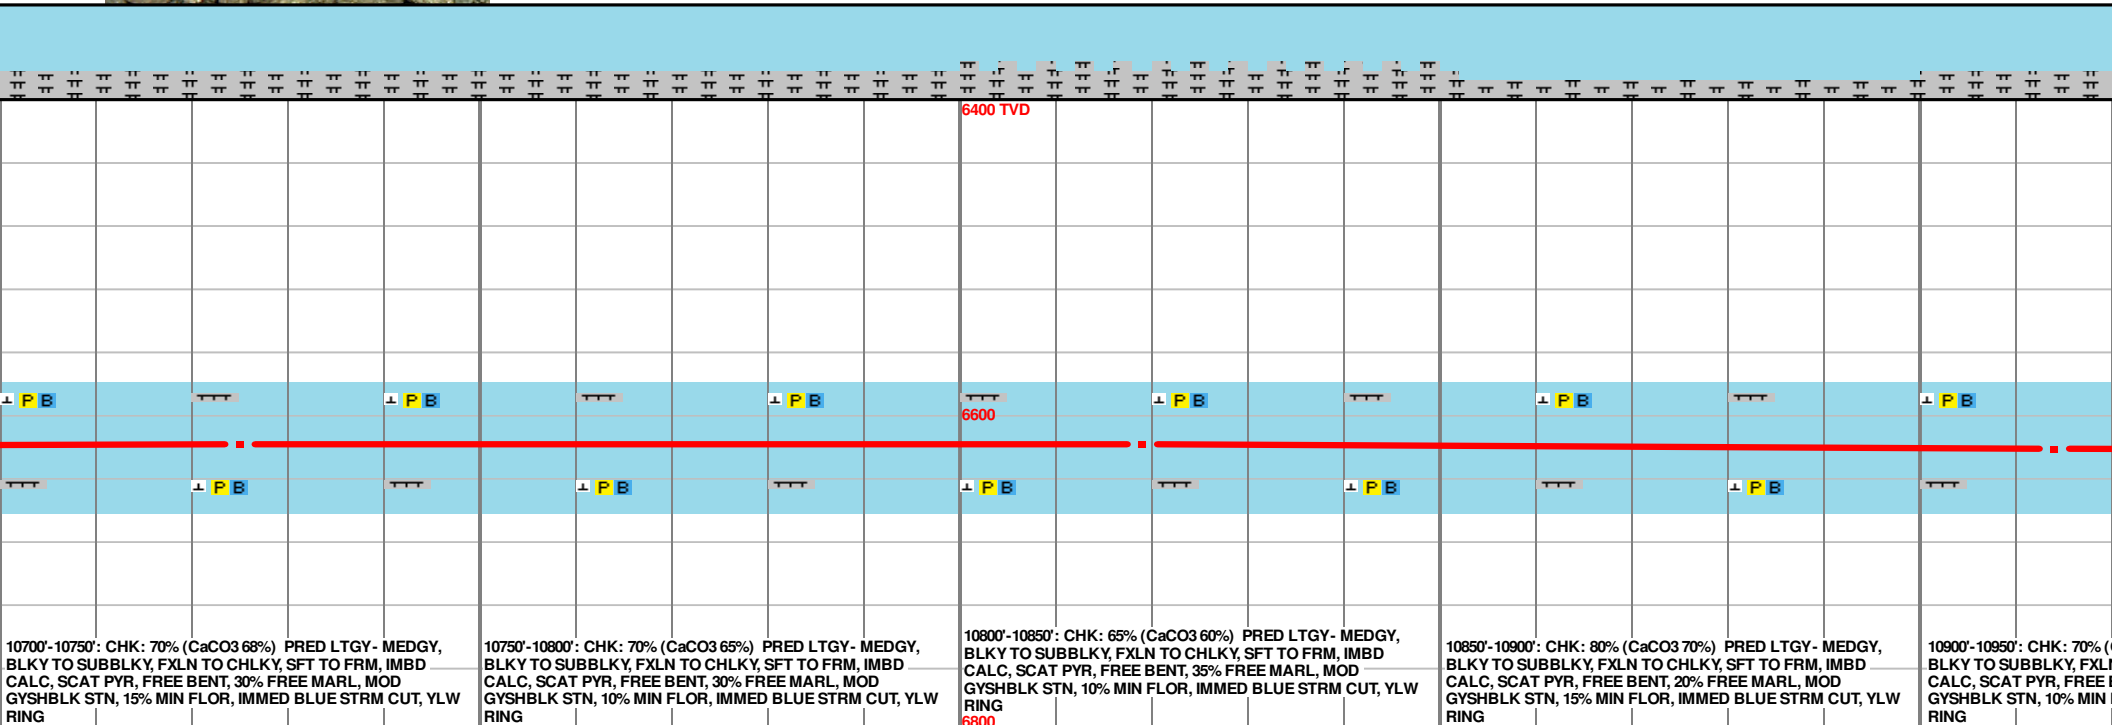 6400 TVD
P B
P B
P B
P B
P B
P B
6600
P B
P B
P B
P B
P B
10700'-10750': CHK: 70% (CaCO3 68%) PRED LTGY- MEDGY,
BLKY TO SUBBLKY, FXLN TO CHLKY, SFT TO FRM, IMBD
CALC, SCAT PYR, FREE BENT, 30% FREE MARL, MOD
GYSHBLK STN, 15% MIN FLOR, IMMED BLUE STRM CUT, YLW
RING
10750'-10800': CHK: 70% (CaCO3 65%) PRED LTGY- MEDGY,
BLKY TO SUBBLKY, FXLN TO CHLKY, SFT TO FRM, IMBD
CALC, SCAT PYR, FREE BENT, 30% FREE MARL, MOD
GYSHBLK STN, 10% MIN FLOR, IMMED BLUE STRM CUT, YLW
RING
10800'-10850': CHK: 65% (CaCO3 60%) PRED LTGY- MEDGY,
BLKY TO SUBBLKY, FXLN TO CHLKY, SFT TO FRM, IMBD
CALC, SCAT PYR, FREE BENT, 35% FREE MARL, MOD
GYSHBLK STN, 10% MIN FLOR, IMMED BLUE STRM CUT, YLW
RING
6800
10850'-10900': CHK: 80% (CaCO3 70%) PRED LTGY- MEDGY,
BLKY TO SUBBLKY, FXLN TO CHLKY, SFT TO FRM, IMBD
CALC, SCAT PYR, FREE BENT, 20% FREE MARL, MOD
GYSHBLK STN, 15% MIN FLOR, IMMED BLUE STRM CUT, YLW
RING
10900'-10950': CHK: 70%
BLKY TO SUBBLKY,
CALC, SCAT PYR, FREE
GYSHBLK STN, 10% MIN
RING